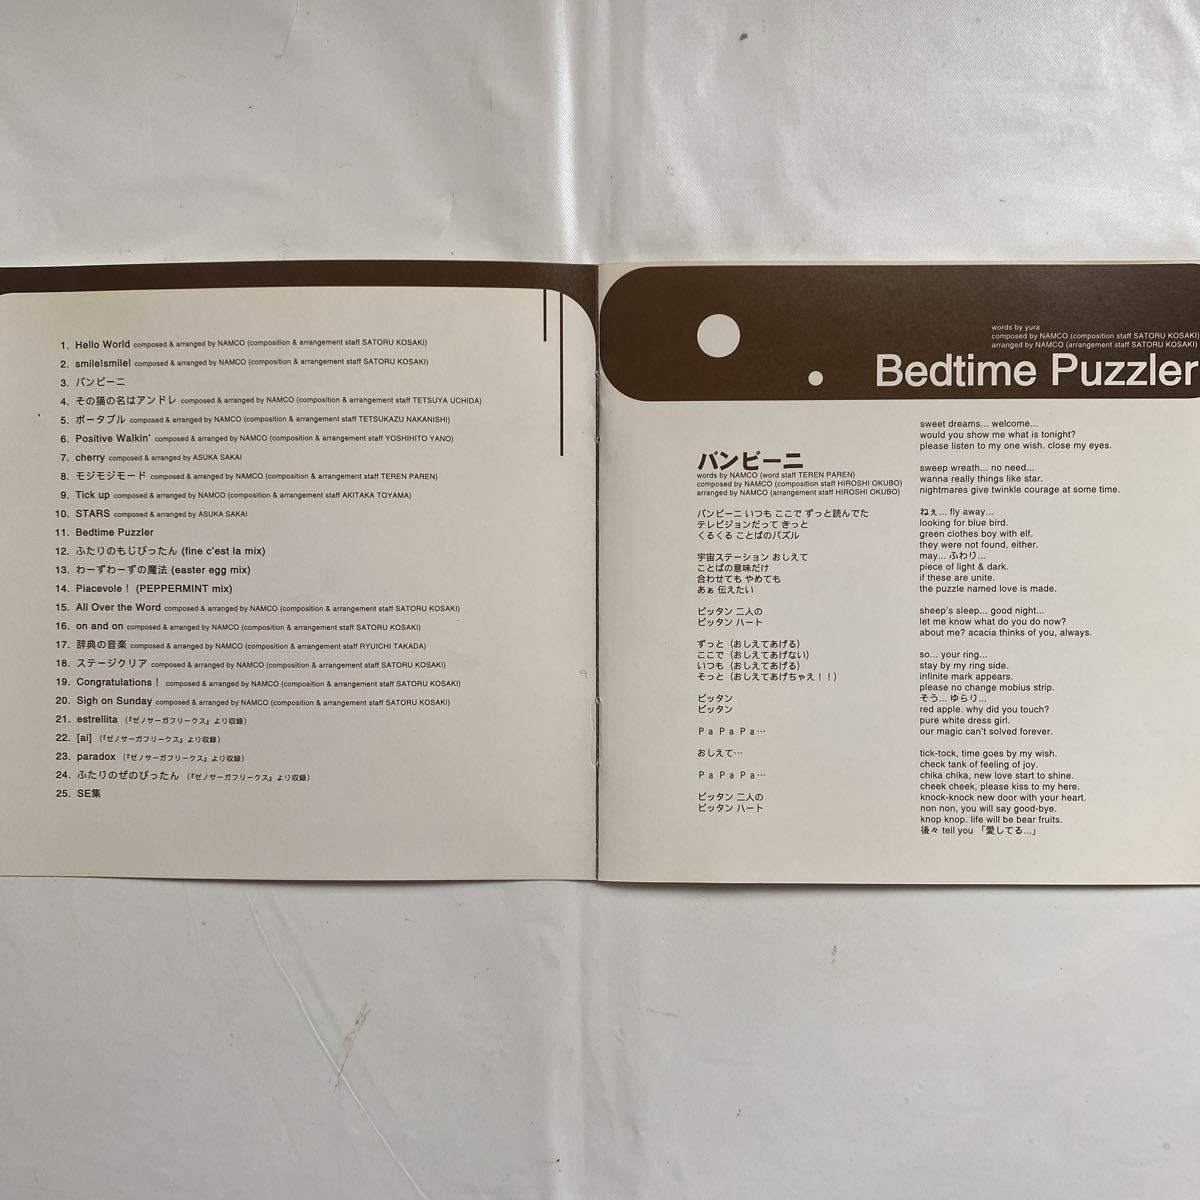 1. Hello World composed & arranged by NAMCO (composition & arrangement staff SATORU KOSAKI)
2. smile!smile! composed & arranged by NAMCO (composition & arrangement staff SATORU KOSAKI)
3. バンビーニ
4. その猫の名はアンドレ composed & arranged by NAMCO (composition & arrangement staff TETSUYA UCHIDA)
5. ポータブル composed & arranged by NAMCO (composition & arrangement staff TETSUKAZU NAKANISHI)
6. Positive Walkin' composed & arranged by NAMCO (composition & arrangement staff YOSHIHITO YANO)
7. cherry composed & arranged by ASUKA SAKAI
8. モジモジモード composed & arranged by NAMCO (composition & arrangement staff TEREN PAREN)
9. Tick up composed & arranged by NAMCO (composition & arrangement staff AKITAKA TOYAMA)
10. STARS composed & arranged by ASUKA SAKAI
11. Bedtime Puzzler
12. ふたりのもじぴったん (fine c'est la mix)
13. わーずわーずの魔法 (easter egg mix)
14. Piacevole! (PEPPERMINT mix)
15. All Over the Word composed & arranged by NAMCO (composition & arrangement staff SATORU KOSAKI)
16. on and on composed & arranged by NAMCO (composition & arrangement staff SATORU KOSAKI)
17. 辞典の音楽 composed & arranged by NAMCO (composition & arrangement staff RYUICHI TAKADA)
18. ステージクリア composed & arranged by NAMCO (composition & arrangement staff SATORU KOSAKI)
19. Congratulations! composed & arranged by NAMCO (composition & arrangement staff SATORU KOSAKI)
20. Sigh on Sunday composed & arranged by NAMCO (composition & arrangement staff SATORU KOSAKI)
21. estrellita (『ゼノサーガフリークス』より収録)
22. [ai] (『ゼノサーガフリークス』より収録)
23. paradox (『ゼノサーガフリークス』より収録)
24. ふたりのぜのぴったん (『ゼノサーガフリークス』より収録)
25. SE集
バンビーニ
words by NAMCO (word staff TEREN PAREN)
composed by NAMCO (composition staff HIROSHI OKUBO)
arranged by NAMCO (arrangement staff HIROSHI OKUBO)
バンビーニ いつも ここで ずっと読んでた
テレビジョンだって きっと
くるくる ことばのパズル
宇宙ステーション おしえて
ことばの意味だけ
合わせても やめても
あぁ 伝えたい
ピッタン 二人の
ピッタン ハート
ずっと (おしえてあげる)
ここで (おしえてあげない)
いつも (おしえてあげる)
そっと (おしえてあげちゃえ!!)
ピッタン
ピッタン
PaPaPa…
おしえて…
PaPaPa…
ピッタン 二人の
ピッタン ハート
words by yura
composed by NAMCO (composition staff SATORU KOSAKI)
arranged by NAMCO (arrangement staff SATORU KOSAKI)
Bedtime Puzzler
sweet dreams... welcome...
would you show me what is tonight?
please listen to my one wish. close my eyes.
sweep wreath... no need...
wanna really things like star.
nightmares give twinkle courage at some time.
ねぇ... fly away...
looking for blue bird.
green clothes boy with elf.
they were not found, either.
may... ふわり...
piece of light & dark.
if these are unite.
the puzzle named love is made.
sheep's sleep... good night...
let me know what do you do now?
about me? acacia thinks of you, always.
so... your ring...
stay by my ring side.
infinite mark appears.
please no change mobius strip.
そう... ゆらり...
red apple. why did you touch?
pure white dress girl.
our magic can't solved forever.
tick-tock, time goes by my wish.
check tank of feeling of joy.
chika chika, new love start to shine.
cheek cheek, please kiss to my here.
knock-knock new door with your heart.
non non, you will say good-bye.
knop knop. life will be bear fruits.
後々 tell you 「愛してる...」